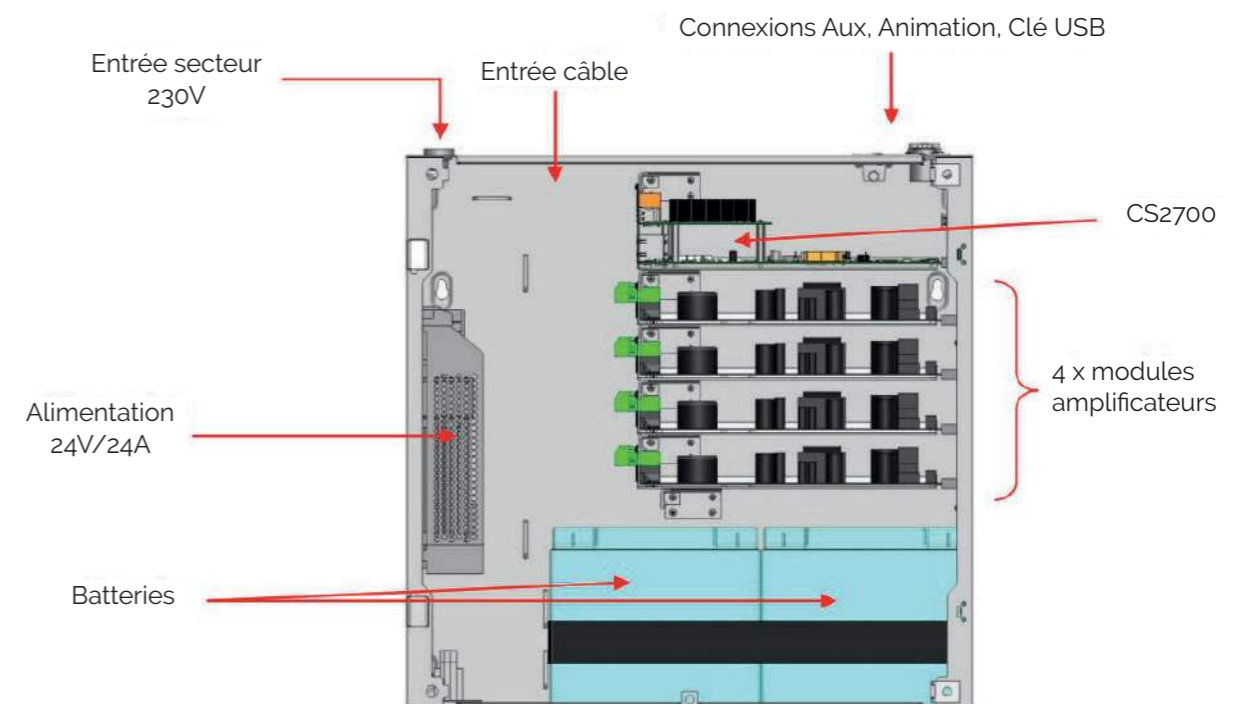 Connexions Aux, Animation, Clé USB
Entrée secteur
230V
Entrée câble
CS2700
4 x modules
amplificateurs
Alimentation
24V/24A
Batteries